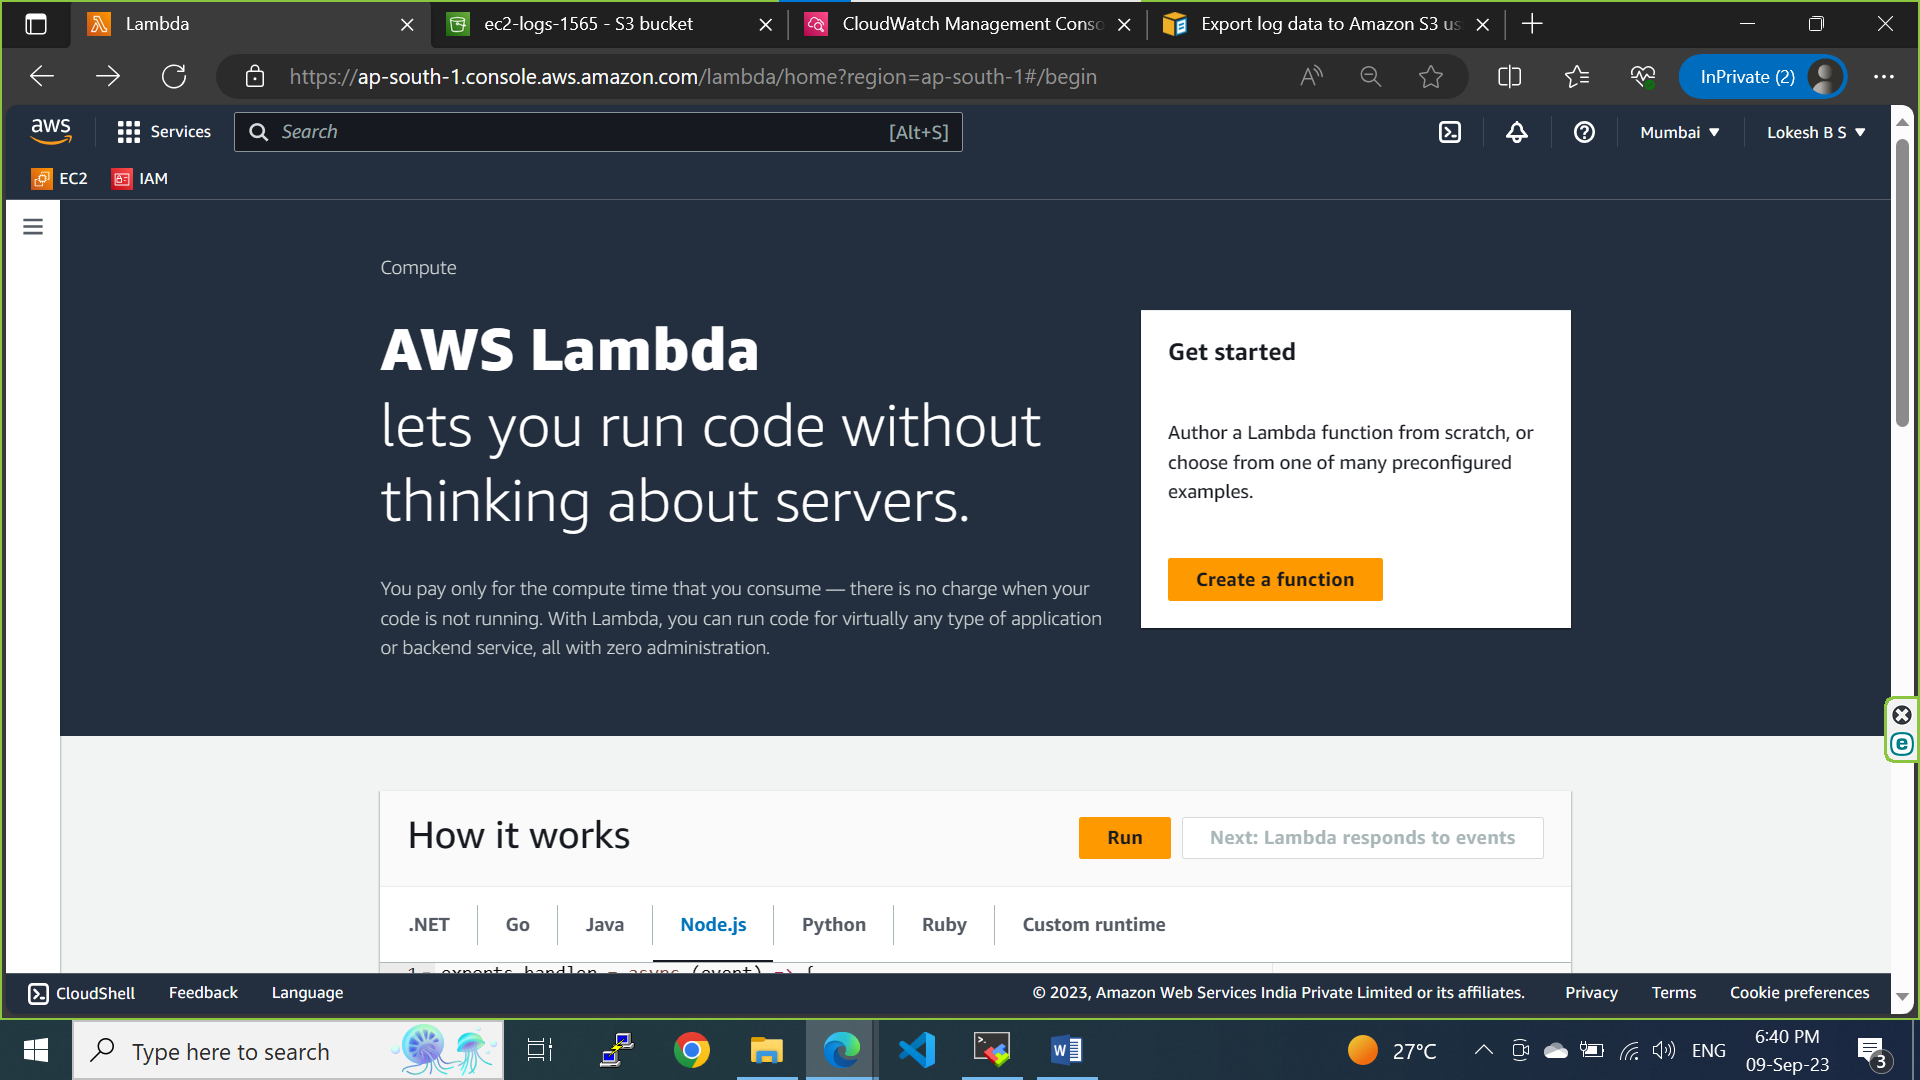 Lambda
ec2-logs-1565 - S3 bucket
CloudWatch Management Conso
Export log data to Amazon S3 us
https://ap-south-1.console.aws.amazon.com/lambda/home?region=ap-south-1#/begin
InPrivate (2)
aws
Services
Search
[Alt+S]
Mumbai
Lokesh B S
EC2
IAM
Compute
AWS Lambda
lets you run code without
thinking about servers.
You pay only for the compute time that you consume — there is no charge when your
code is not running. With Lambda, you can run code for virtually any type of application
or backend service, all with zero administration.
Get started
Author a Lambda function from scratch, or
choose from one of many preconfigured
examples.
Create a function
How it works
Run
Next: Lambda responds to events
.NET
Go
Java
Node.js
Python
Ruby
Custom runtime
1 exports.handler = async (event) => {
CloudShell
Feedback
Language
© 2023, Amazon Web Services India Private Limited or its affiliates.
Privacy
Terms
Cookie preferences
Type here to search
27°C
ENG
6:40 PM
09-Sep-23
3